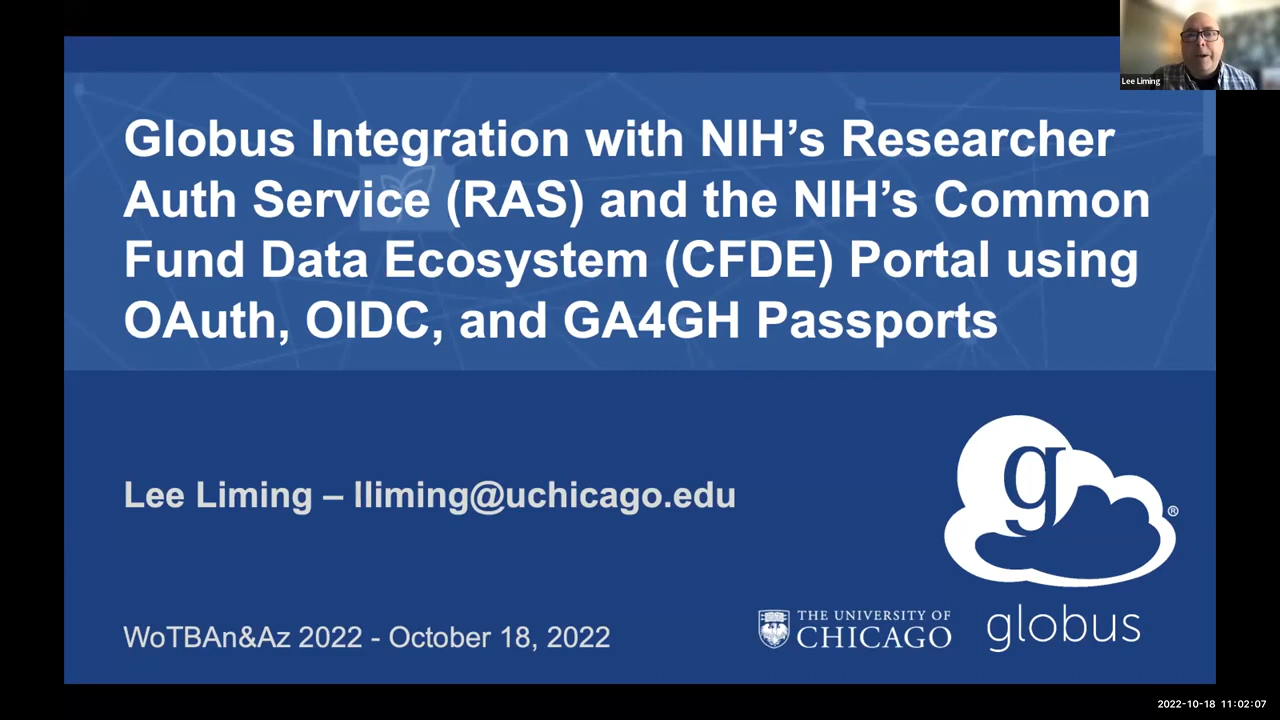 Lee Liming
Globus Integration with NIH's Researcher
Auth Service (RAS) and the NIH's Common
Fund Data Ecosystem (CFDE) Portal using
OAuth, OIDC, and GA4GH Passports
Lee Liming – lliming@uchicago.edu
g
®
WoTBAn&Az 2022 - October 18, 2022
THE UNIVERSITY OF
CHICAGO
globus
2022-10-18 11:02:07